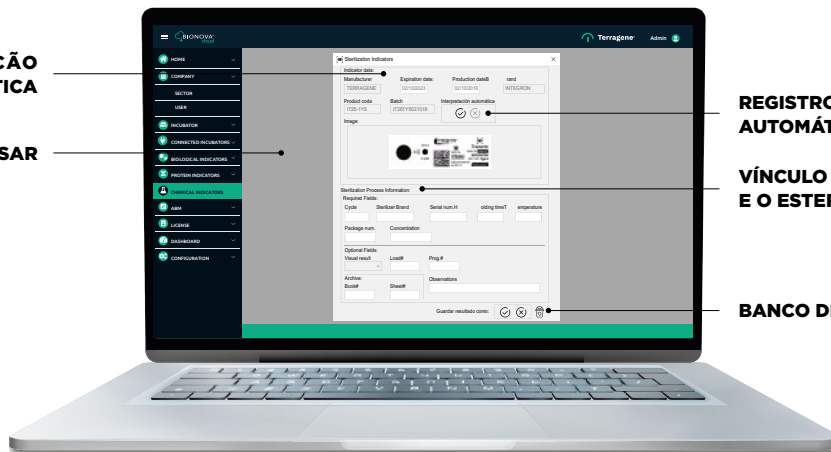 BIONOVA
cloud
Terragene
Admin
HOME
COMPANY
SECTOR
USER
INCUBATOR
CONNECTED INCUBATORS
BIOLOGICAL INDICATORS
PROTEIN INDICATORS
CHEMICAL INDICATORS
ABM
LICENSE
DASHBOARD
CONFIGURATION
Sterilization Indicators
Indicator data:
Manufacturer Expiration date: Production dateB rand
TERRAGENE 02/10/2023 02/10/2018 INTEGRON
Product code Batch Interpretación automática
IT26-1YS IT281YS021018
Image:
Sterilization Process Information:
Required Fields:
Cycle Sterilizer Brand Serial num.H olding timeT emperature
Package num. Concentration
Optional Fields:
Visual result Load# Prog.#
Archive: Observations
Book# Sheet#
Guardar resultado como:
ÇÃO
TICA
SAR
REGISTRO
AUTOMÁT
VÍNCULO
E O ESTER
BANCO DE